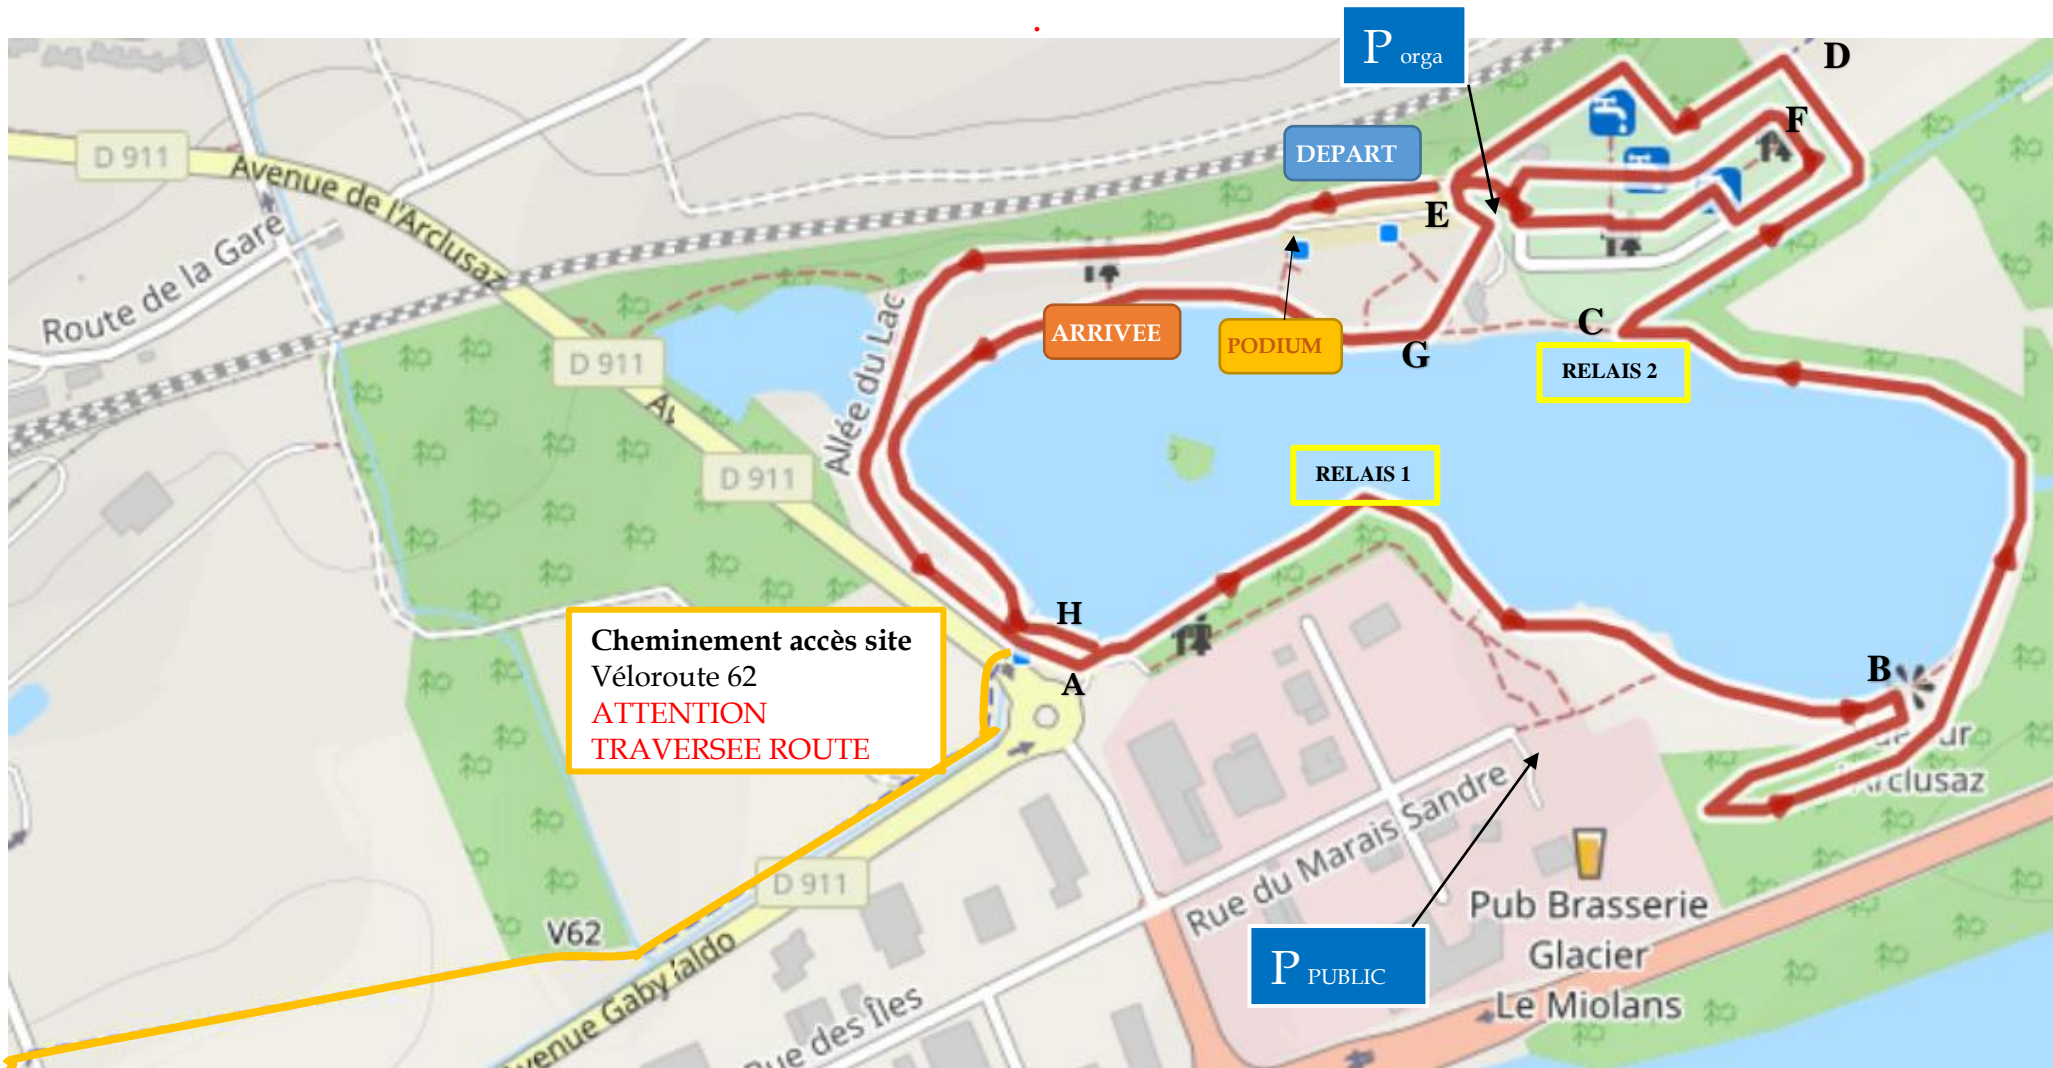 P orga
D
F
DEPART
E
D 911
Avenue de l'Arclusaz
Route de la Gare
Allée du Lac
ARRIVEE
PODIUM
G
C
RELAIS 2
D 911
Av
D 911
RELAIS 1
H
A
B
Cheminement accès site
Véloroute 62
ATTENTION
TRAVERSEE ROUTE
D 911
V62
Rue du Marais Sandre
Pub Brasserie
Glacier
Le Miolans
P PUBLIC
Rue des Îles